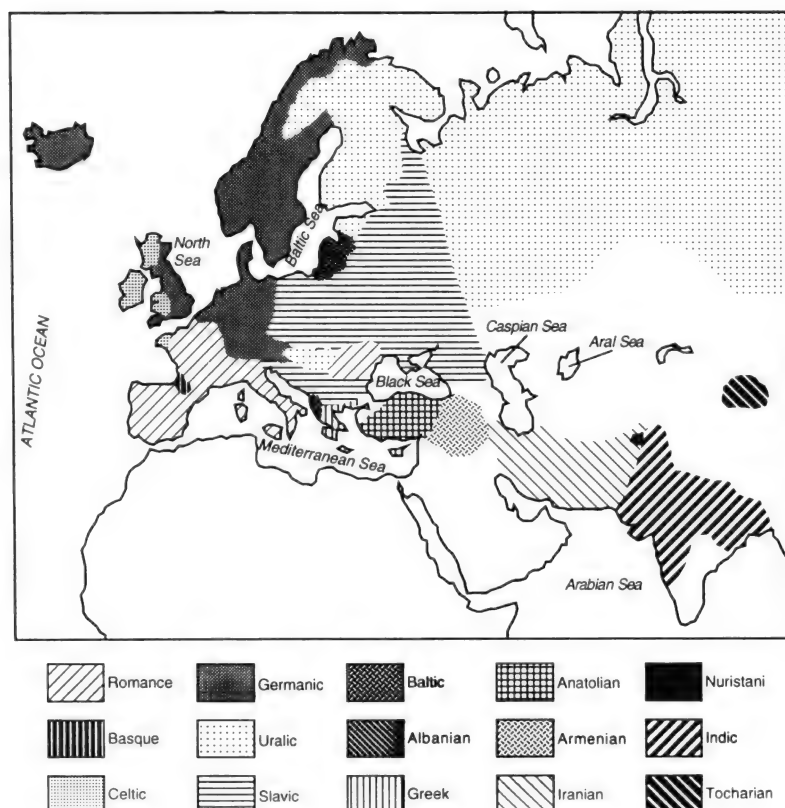 North
Sea
Baltic Sea
ATLANTIC OCEAN
Caspian Sea
Aral Sea
Black Sea
Mediterranean Sea
Arabian Sea
Romance
Germanic
Baltic
Anatolian
Nuristani
Basque
Uralic
Albanian
Armenian
Indic
Celtic
Slavic
Greek
Iranian
Tocharian